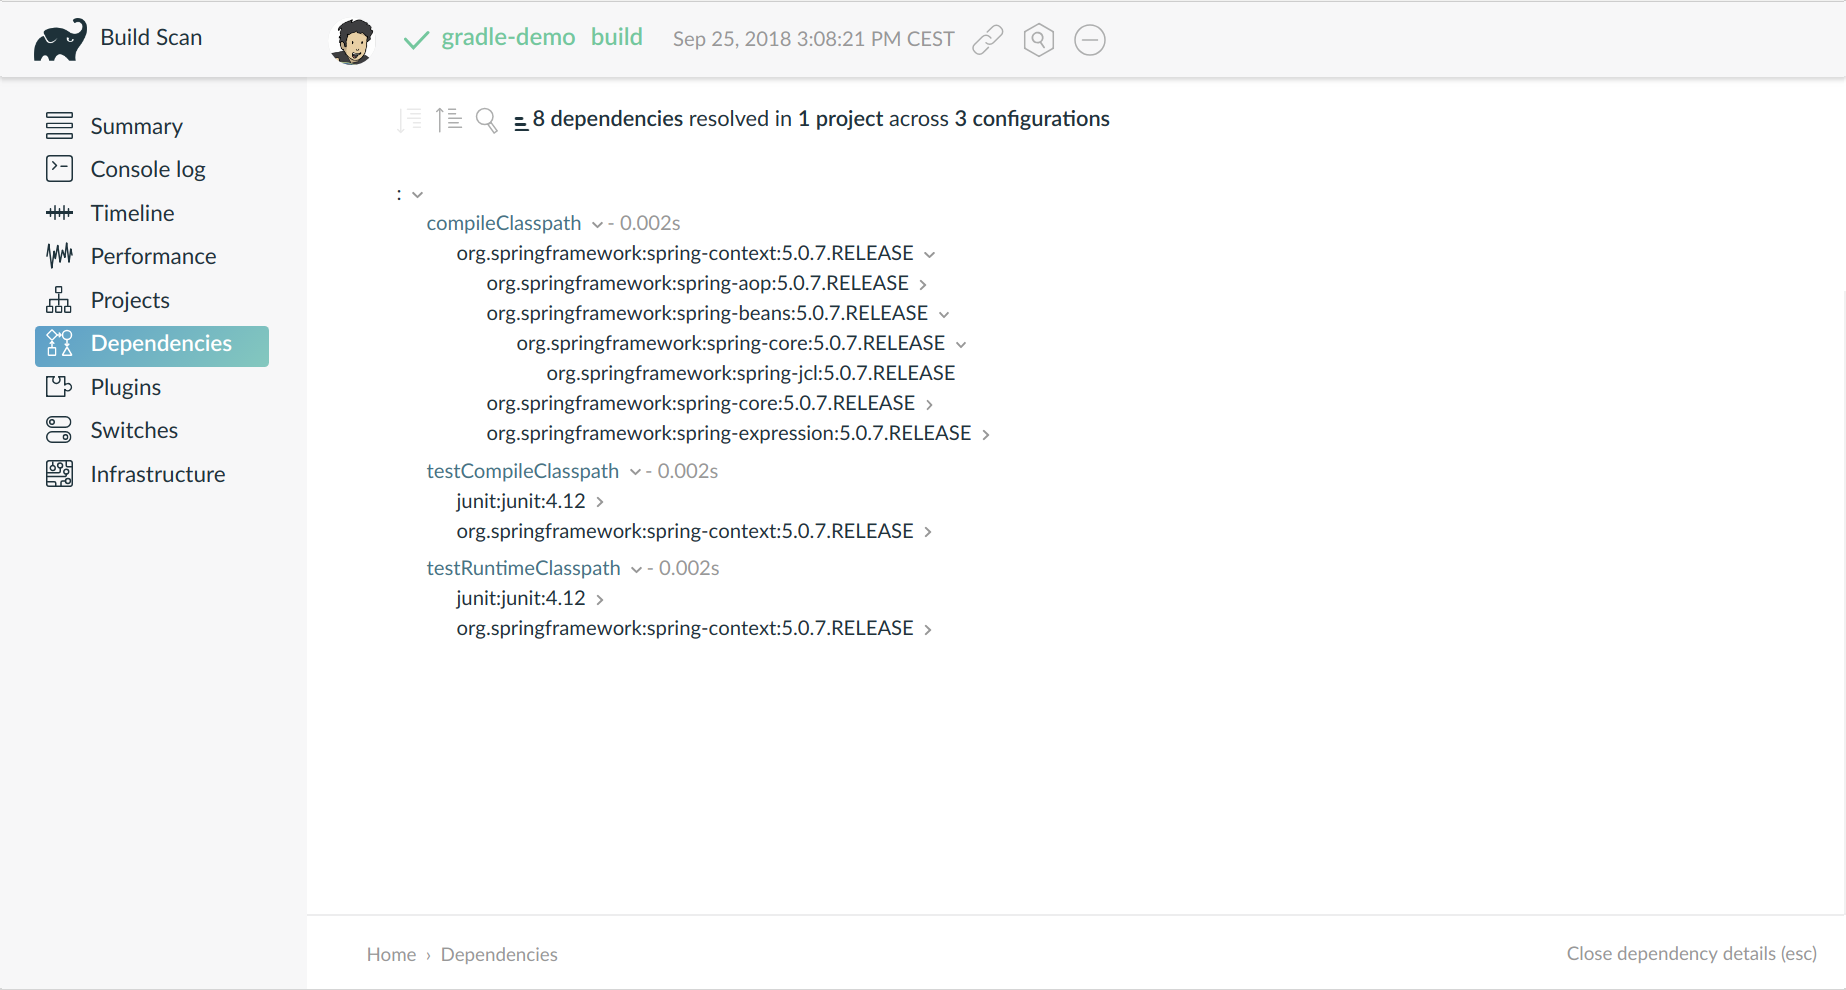 Build Scan
gradle-demo build Sep 25, 2018 3:08:21 PM CEST
Summary
Console log
Timeline
Performance
Projects
Dependencies
Plugins
Switches
Infrastructure
8 dependencies resolved in 1 project across 3 configurations
:
compileClasspath - 0.002s
org.springframework:spring-context:5.0.7.RELEASE
org.springframework:spring-aop:5.0.7.RELEASE
org.springframework:spring-beans:5.0.7.RELEASE
org.springframework:spring-core:5.0.7.RELEASE
org.springframework:spring-jcl:5.0.7.RELEASE
org.springframework:spring-core:5.0.7.RELEASE
org.springframework:spring-expression:5.0.7.RELEASE
testCompileClasspath - 0.002s
junit:junit:4.12
org.springframework:spring-context:5.0.7.RELEASE
testRuntimeClasspath - 0.002s
junit:junit:4.12
org.springframework:spring-context:5.0.7.RELEASE
Home › Dependencies
Close dependency details (esc)